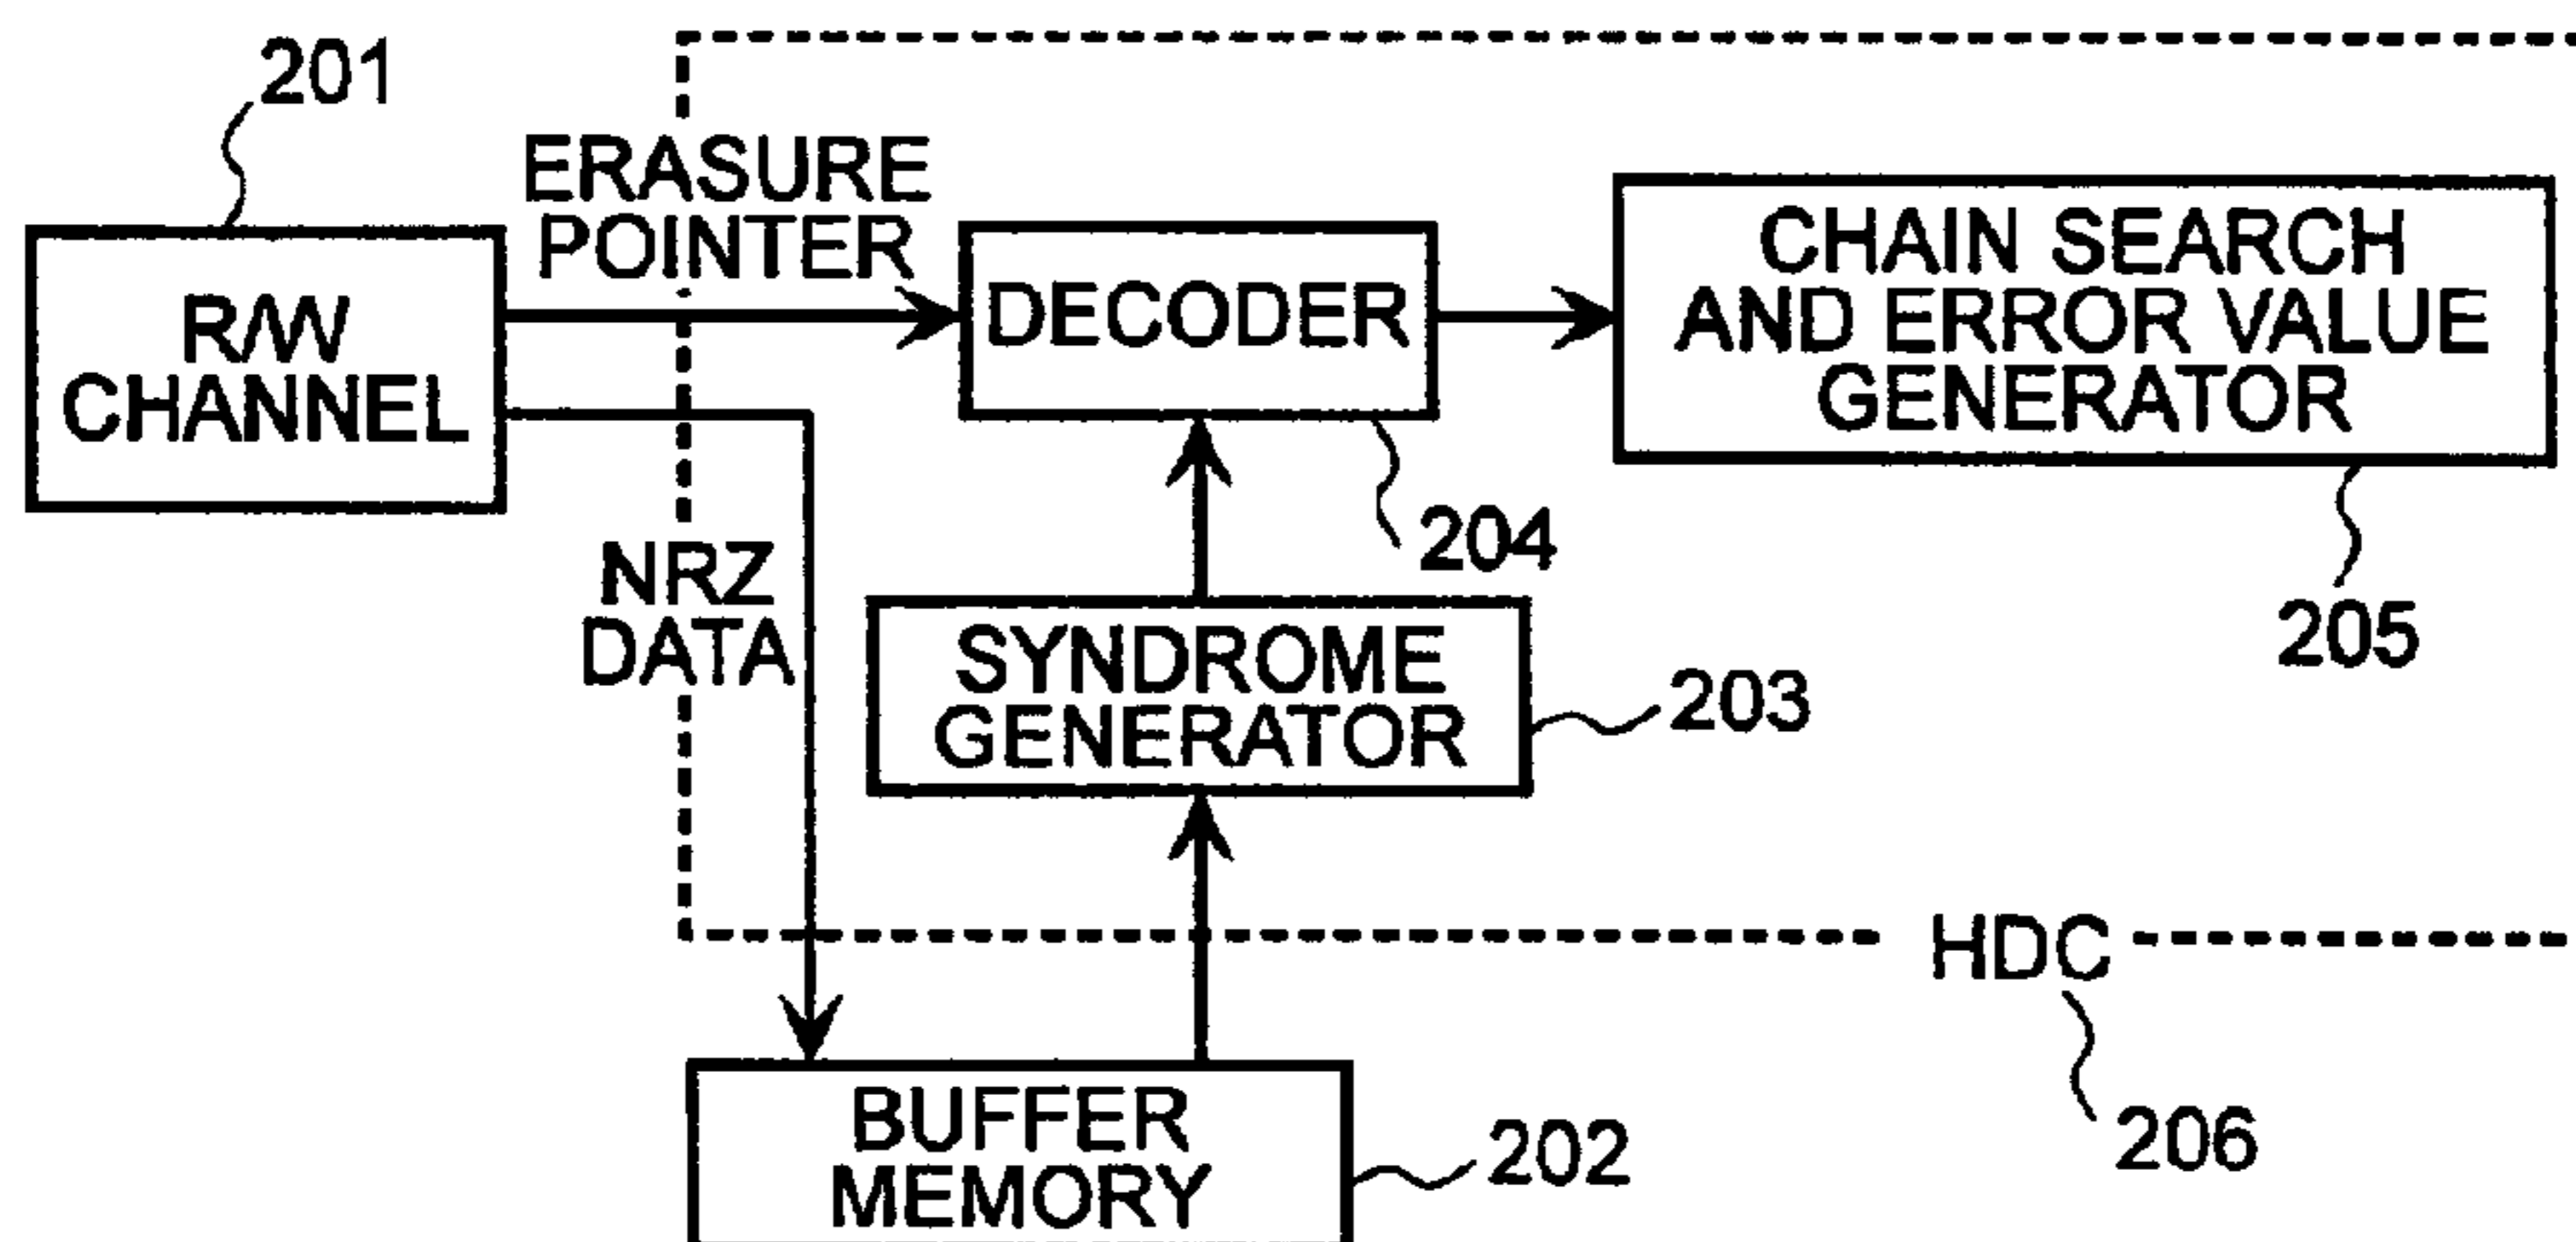 201
ERASURE
POINTER
R/W
CHANNEL
DECODER
CHAIN SEARCH
AND ERROR VALUE
GENERATOR
204
205
NRZ
DATA
SYNDROME
GENERATOR
203
HDC
206
BUFFER
MEMORY
202